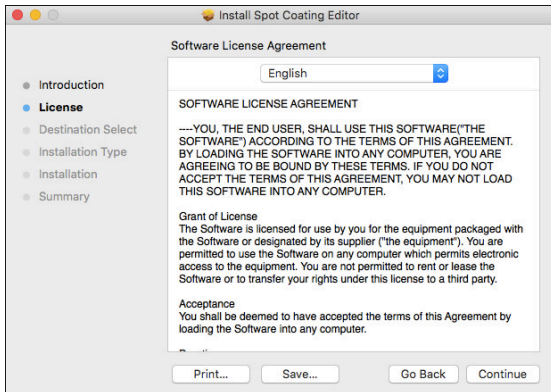 Install Spot Coating Editor
Software License Agreement
English
Introduction
License
Destination Select
Installation Type
Installation
Summary
SOFTWARE LICENSE AGREEMENT
----YOU, THE END USER, SHALL USE THIS SOFTWARE("THE
SOFTWARE") ACCORDING TO THE TERMS OF THIS AGREEMENT.
BY LOADING THE SOFTWARE INTO ANY COMPUTER, YOU ARE
AGREEING TO BE BOUND BY THESE TERMS. IF YOU DO NOT
ACCEPT THE TERMS OF THIS AGREEMENT, YOU MAY NOT LOAD
THIS SOFTWARE INTO ANY COMPUTER.
Grant of License
The Software is licensed for use by you for the equipment packaged with
the Software or designated by its supplier ("the equipment"). You are
permitted to use the Software on any computer which permits electronic
access to the equipment. You are not permitted to rent or lease the
Software or to transfer your rights under this license to a third party.
Acceptance
You shall be deemed to have accepted the terms of this Agreement by
loading the Software into any computer.
Print...
Save...
Go Back
Continue